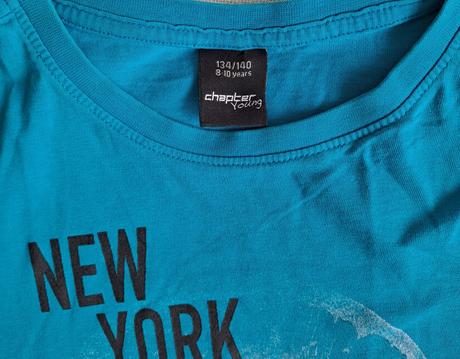 134/140
8-10 years
chapter
Young
NEW
YORK